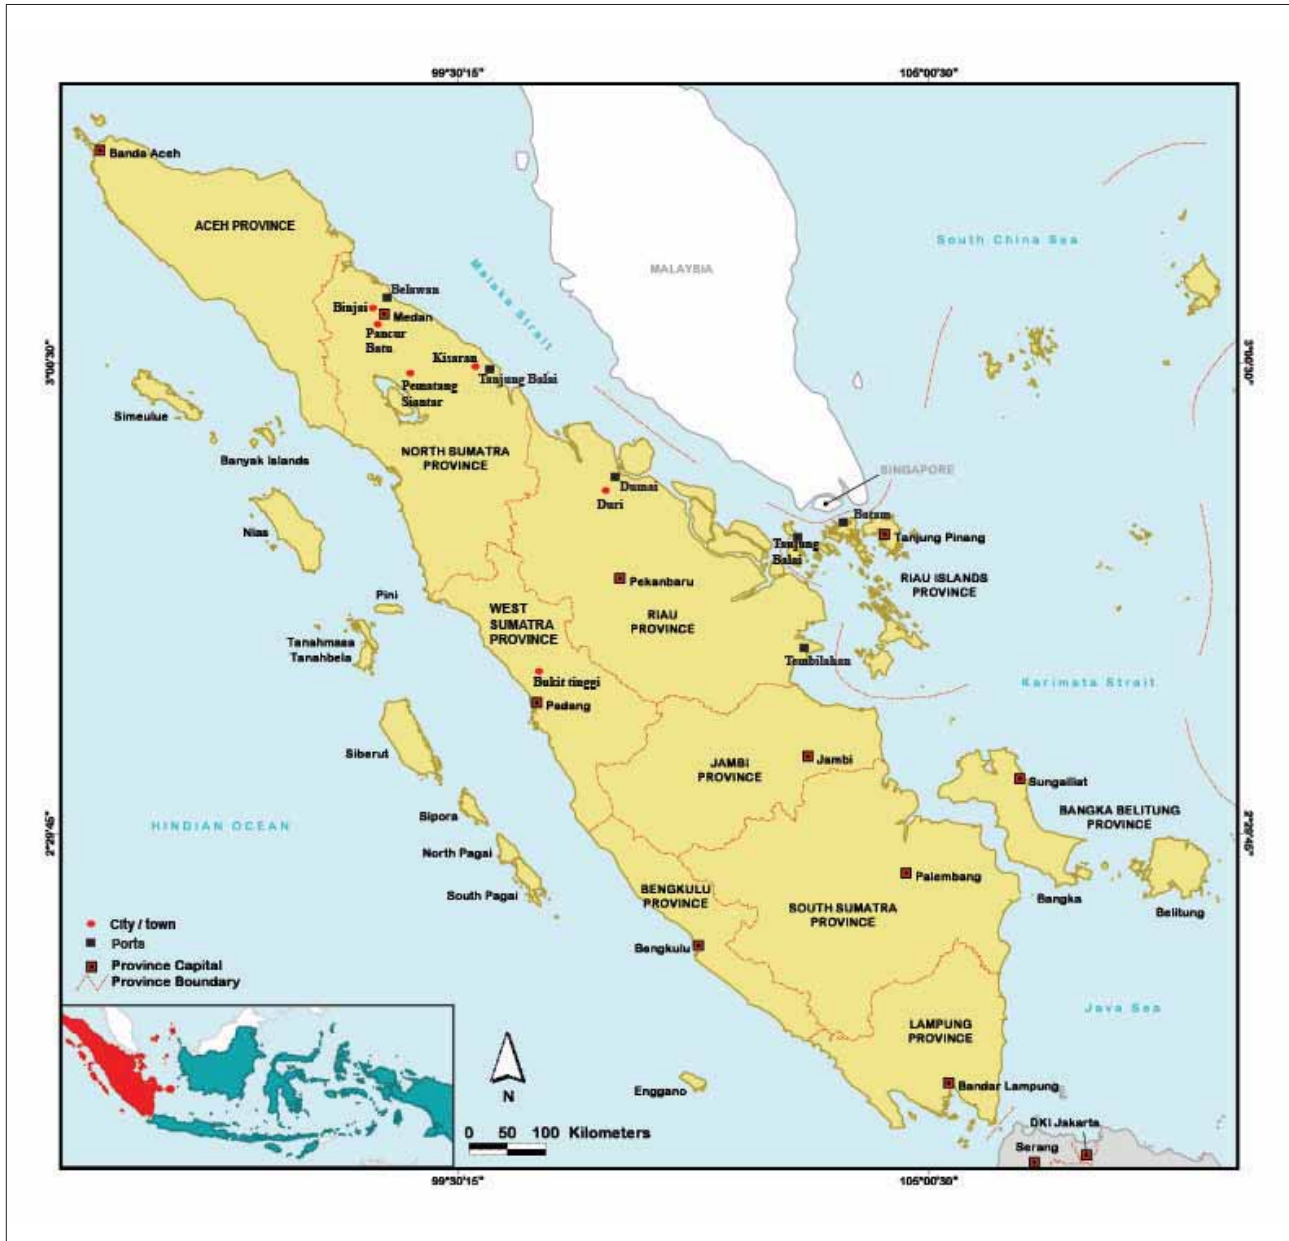 99°30'15"
105°00'30"
Banda Aceh
ACEH PROVINCE
South China Sea
MALAYSIA
Malaka Strait
Belawan
Binjai
Medan
Pancur
Batu
3°00'30"
3°00'30"
Kisaran
Tanjung Balai
Pematang
Siantar
Simeulue
Banyak Islands
NORTH SUMATRA
PROVINCE
SINGAPORE
Dumai
Duri
Batam
Nias
Tanjung
Balai
Tanjung Pinang
Pekanbaru
RIAU ISLANDS
PROVINCE
Pini
WEST
SUMATRA
PROVINCE
RIAU
PROVINCE
Tanahmasa
Tanahbela
Tembilahan
Bukit tinggi
Karimata Strait
Padang
Siberut
JAMBI
PROVINCE
Jambi
Sungailiat
Sipora
BANGKA BELITUNG
PROVINCE
HINDIAN OCEAN
2°29'45"
2°29'45"
North Pagai
South Pagai
BENGKULU
PROVINCE
Palembang
SOUTH SUMATRA
PROVINCE
Bangka
Belitung
City / town
Ports
Bengkulu
Province Capital
Province Boundary
Java Sea
LAMPUNG
PROVINCE
Enggano
Bandar Lampung
N
DKI Jakarta
0 50 100 Kilometers
Serang
99°30'15"
105°00'30"